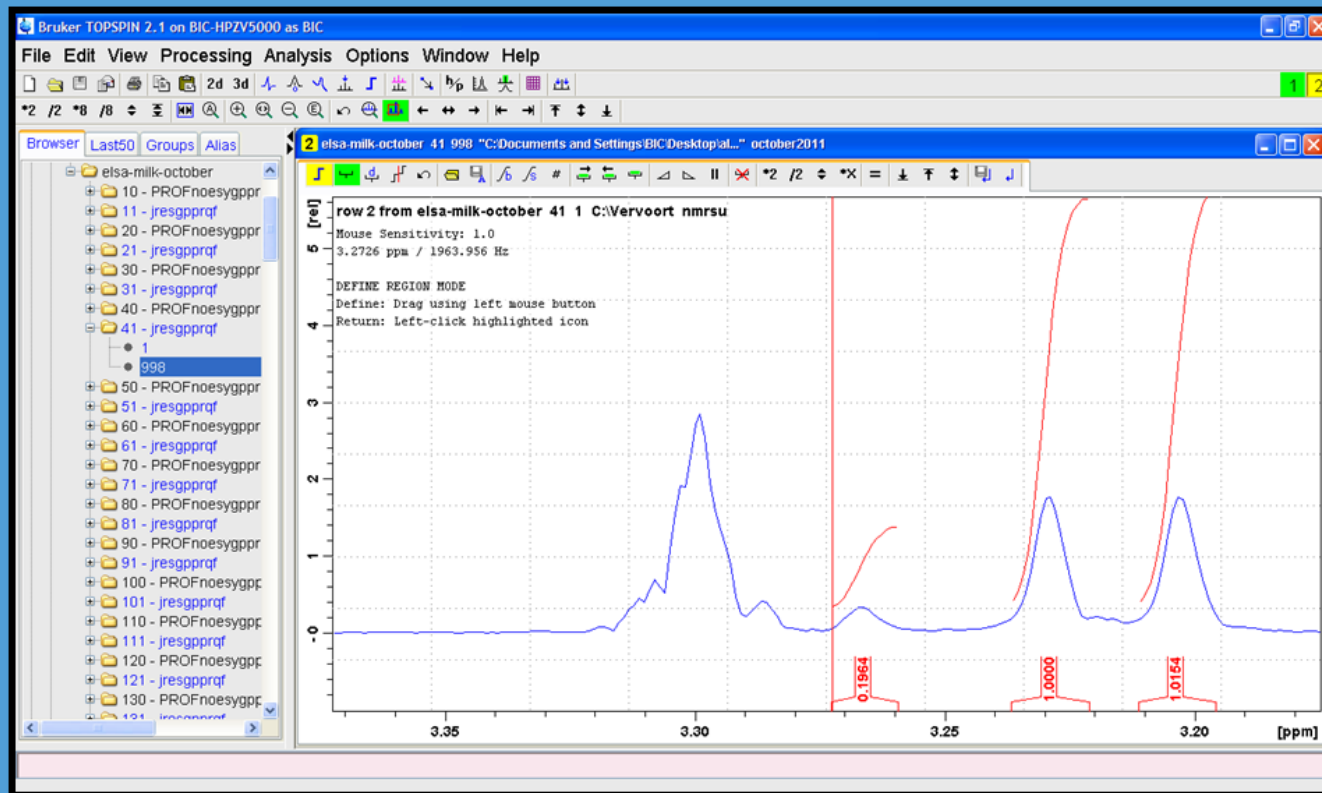 Bruker TOPSPIN 2.1 on BIC-HPZV5000 as BIC
File Edit View Processing Analysis Options Window Help
2d 3d
1 2
*2 /2 *8 /8
Browser Last50 Groups Alias
2 elsa-milk-october 41 998 "C:\Documents and Settings\BIC\Desktop\al..." october2011
*2 /2 *X =
elsa-milk-october
10 - PROFnoesygppr
11 - jresgpprqf
20 - PROFnoesygppr
21 - jresgpprqf
30 - PROFnoesygppr
31 - jresgpprqf
40 - PROFnoesygppr
41 - jresgpprqf
1
998
50 - PROFnoesygppr
51 - jresgpprqf
60 - PROFnoesygppr
61 - jresgpprqf
70 - PROFnoesygppr
71 - jresgpprqf
80 - PROFnoesygppr
81 - jresgpprqf
90 - PROFnoesygppr
91 - jresgpprqf
100 - PROFnoesygpp
101 - jresgpprqf
110 - PROFnoesygpp
111 - jresgpprqf
120 - PROFnoesygpp
121 - jresgpprqf
130 - PROFnoesygpp
131 - jresgpprqf
row 2 from elsa-milk-october 41 1 C:\Vervoort nmrsu
Mouse Sensitivity: 1.0
3.2726 ppm / 1963.956 Hz
DEFINE REGION MODE
Define: Drag using left mouse button
Return: Left-click highlighted icon
[rel]
5
4
3
2
1
-0
0.1964
1.0000
1.0154
3.35 3.30 3.25 3.20 [ppm]